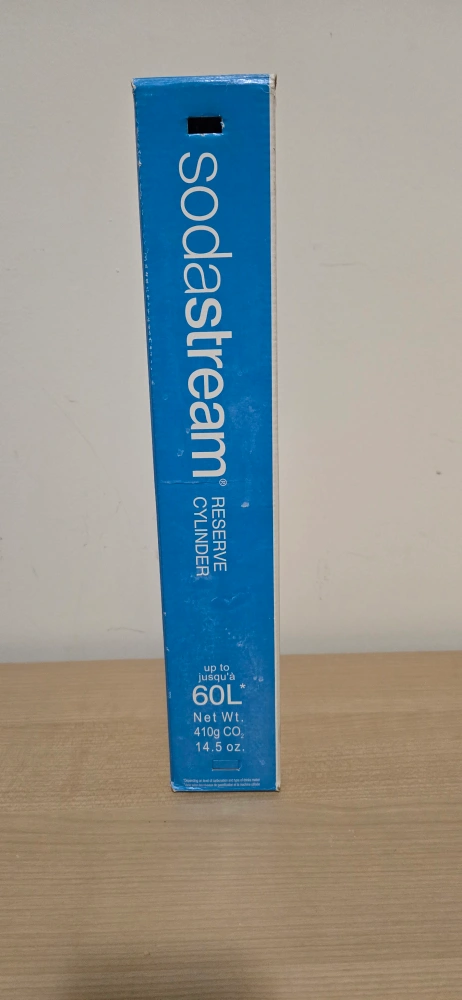 sodastream®
RESERVE
CYLINDER
up to
jusqu'à
60L*
Net Wt.
410g CO₂
14.5 oz.